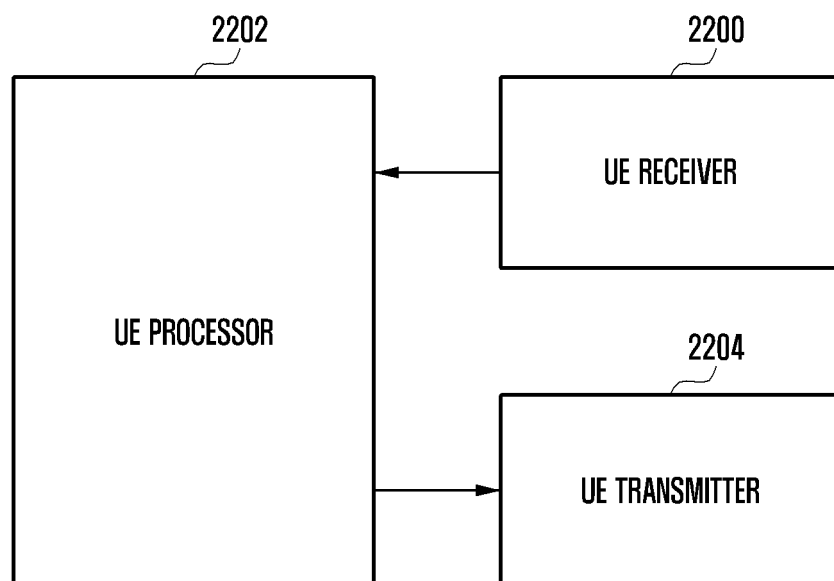 2202
2200
UE RECEIVER
UE PROCESSOR
2204
UE TRANSMITTER